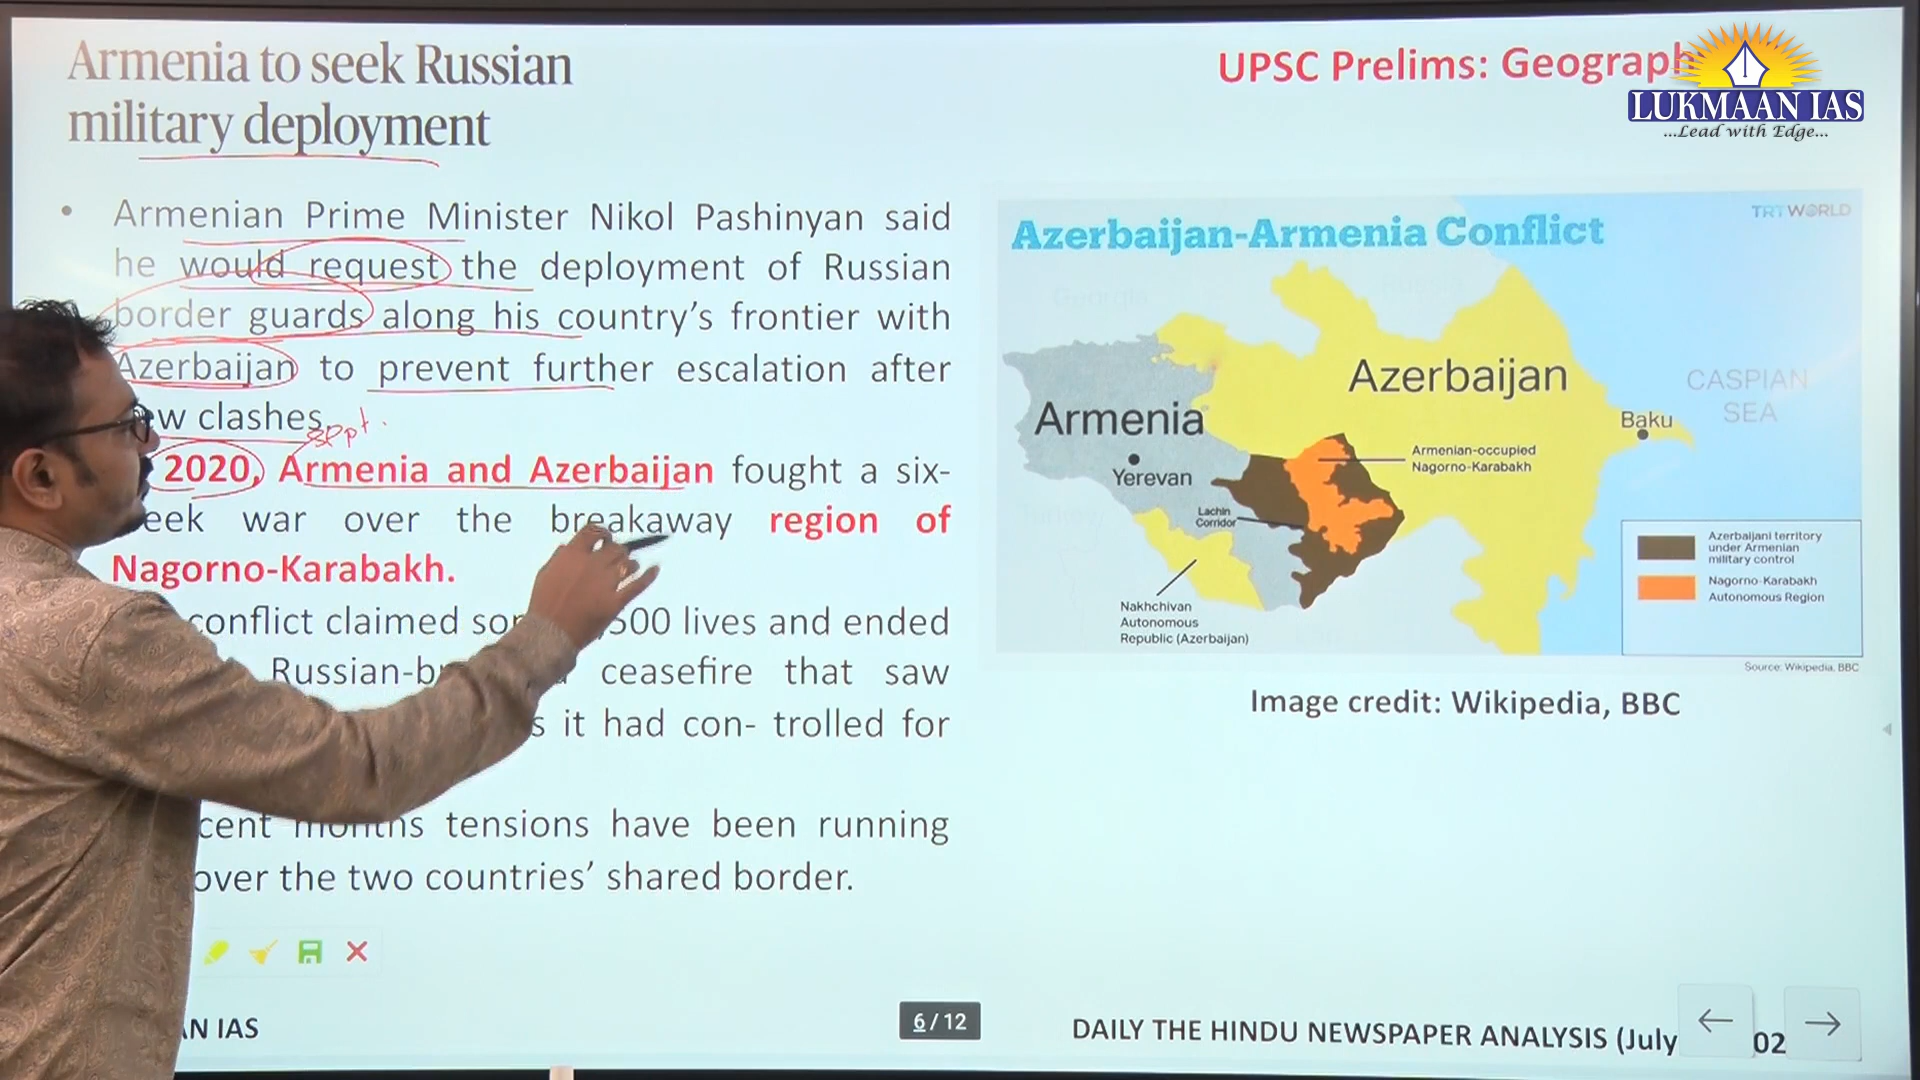 Armenia to seek Russian
military deployment
UPSC Prelims: Geograph
LUKMAAN IAS
...Lead with Edge...
• Armenian Prime Minister Nikol Pashinyan said
he would request the deployment of Russian
border guards along his country's frontier with
Azerbaijan to prevent further escalation after
ew clashes.
Sppt.
2020, Armenia and Azerbaijan fought a six-
eek war over the breakaway region of
Nagorno-Karabakh.
conflict claimed so 500 lives and ended
Russian-b ceasefire that saw
s it had con- trolled for
cent months tensions have been running
over the two countries' shared border.
TRT WORLD
Azerbaijan-Armenia Conflict
Georgia
Azerbaijan
CASPIAN
SEA
Armenia
Baku
Armenian-occupied
Nagorno-Karabakh
Yerevan
Lachin
Corridor
Turkey
Azerbaijani territory
under Armenian
military control
Nagorno-Karabakh
Autonomous Region
Nakhchivan
Autonomous
Republic (Azerbaijan)
Source: Wikipedia, BBC
Image credit: Wikipedia, BBC
N IAS
6 / 12
DAILY THE HINDU NEWSPAPER ANALYSIS (July 02